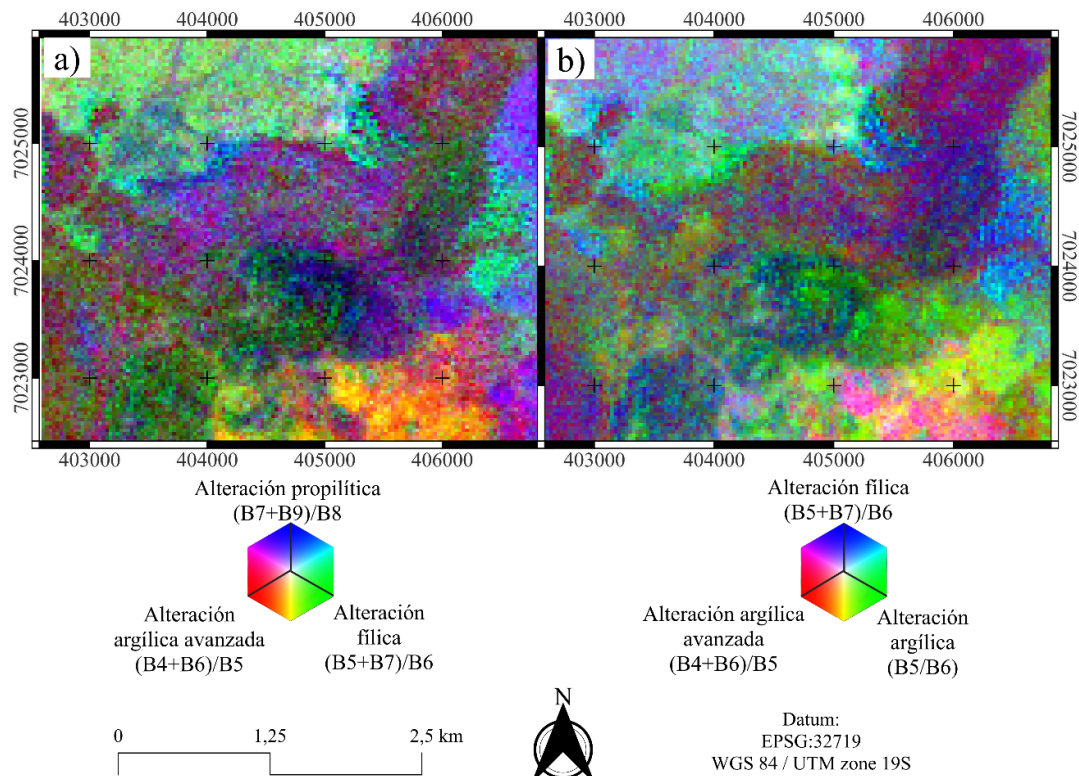 403000 404000 405000 406000 403000 404000 405000 406000
a) b)
7025000 7025000
7024000 7024000
7023000 7023000
403000 404000 405000 406000 403000 404000 405000 406000
Alteración propilítica
(B7+B9)/B8
Alteración
argílica avanzada
(B4+B6)/B5
Alteración
fílica
(B5+B7)/B6
Alteración fílica
(B5+B7)/B6
Alteración argílica
avanzada
(B4+B6)/B5
Alteración
argílica
(B5/B6)
0 1,25 2,5 km
N
Datum:
EPSG:32719
WGS 84 / UTM zone 19S